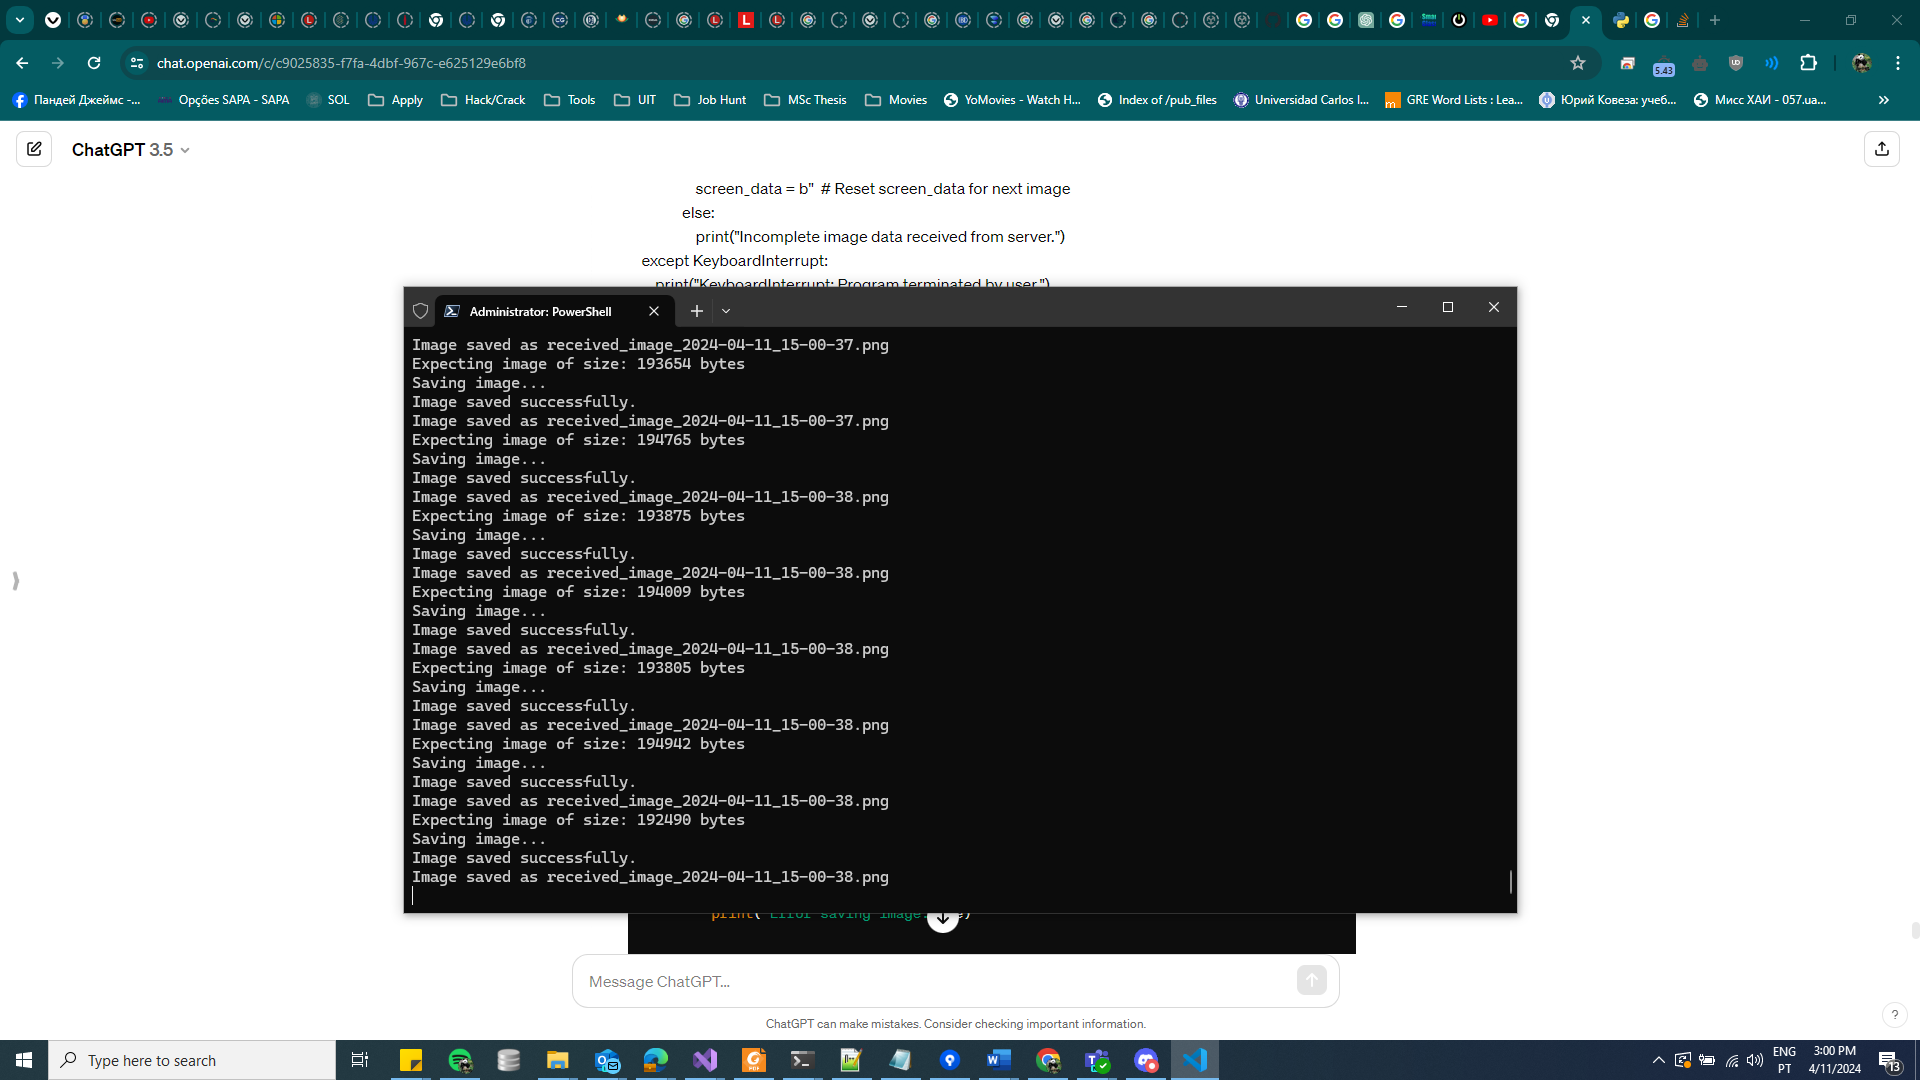 chat.openai.com/c/c9025835-f7fa-4dbf-967c-e625129e6bf8
5.43
Пандей Джеймс -...
Opções SAPA - SAPA
SOL
Apply
Hack/Crack
Tools
UIT
Job Hunt
MSc Thesis
Movies
YoMovies - Watch H...
Index of /pub_files
Universidad Carlos I...
GRE Word Lists : Lea...
Юрий Ковеза: учеб...
Мисс ХАИ - 057.ua...
ChatGPT 3.5
screen_data = b'' # Reset screen_data for next image
else:
print("Incomplete image data received from server.")
except KeyboardInterrupt:
print("KeyboardInterrupt: Program terminated by user.")
Administrator: PowerShell
Image saved as received_image_2024-04-11_15-00-37.png
Expecting image of size: 193654 bytes
Saving image...
Image saved successfully.
Image saved as received_image_2024-04-11_15-00-37.png
Expecting image of size: 194765 bytes
Saving image...
Image saved successfully.
Image saved as received_image_2024-04-11_15-00-38.png
Expecting image of size: 193875 bytes
Saving image...
Image saved successfully.
Image saved as received_image_2024-04-11_15-00-38.png
Expecting image of size: 194009 bytes
Saving image...
Image saved successfully.
Image saved as received_image_2024-04-11_15-00-38.png
Expecting image of size: 193805 bytes
Saving image...
Image saved successfully.
Image saved as received_image_2024-04-11_15-00-38.png
Expecting image of size: 194942 bytes
Saving image...
Image saved successfully.
Image saved as received_image_2024-04-11_15-00-38.png
Expecting image of size: 192490 bytes
Saving image...
Image saved successfully.
Image saved as received_image_2024-04-11_15-00-38.png
print("Error saving image:
Message ChatGPT...
ChatGPT can make mistakes. Consider checking important information.
?
Type here to search
ENG
PT
3:00 PM
4/11/2024
13